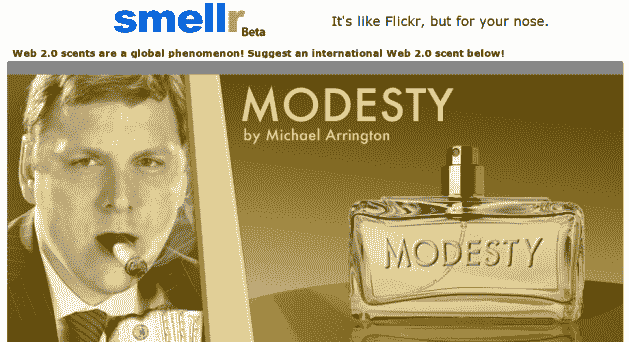 smellr Beta
It's like Flickr, but for your nose.
Web 2.0 scents are a global phenomenon! Suggest an international Web 2.0 scent below!
MODESTY
by Michael Arrington
MODESTY